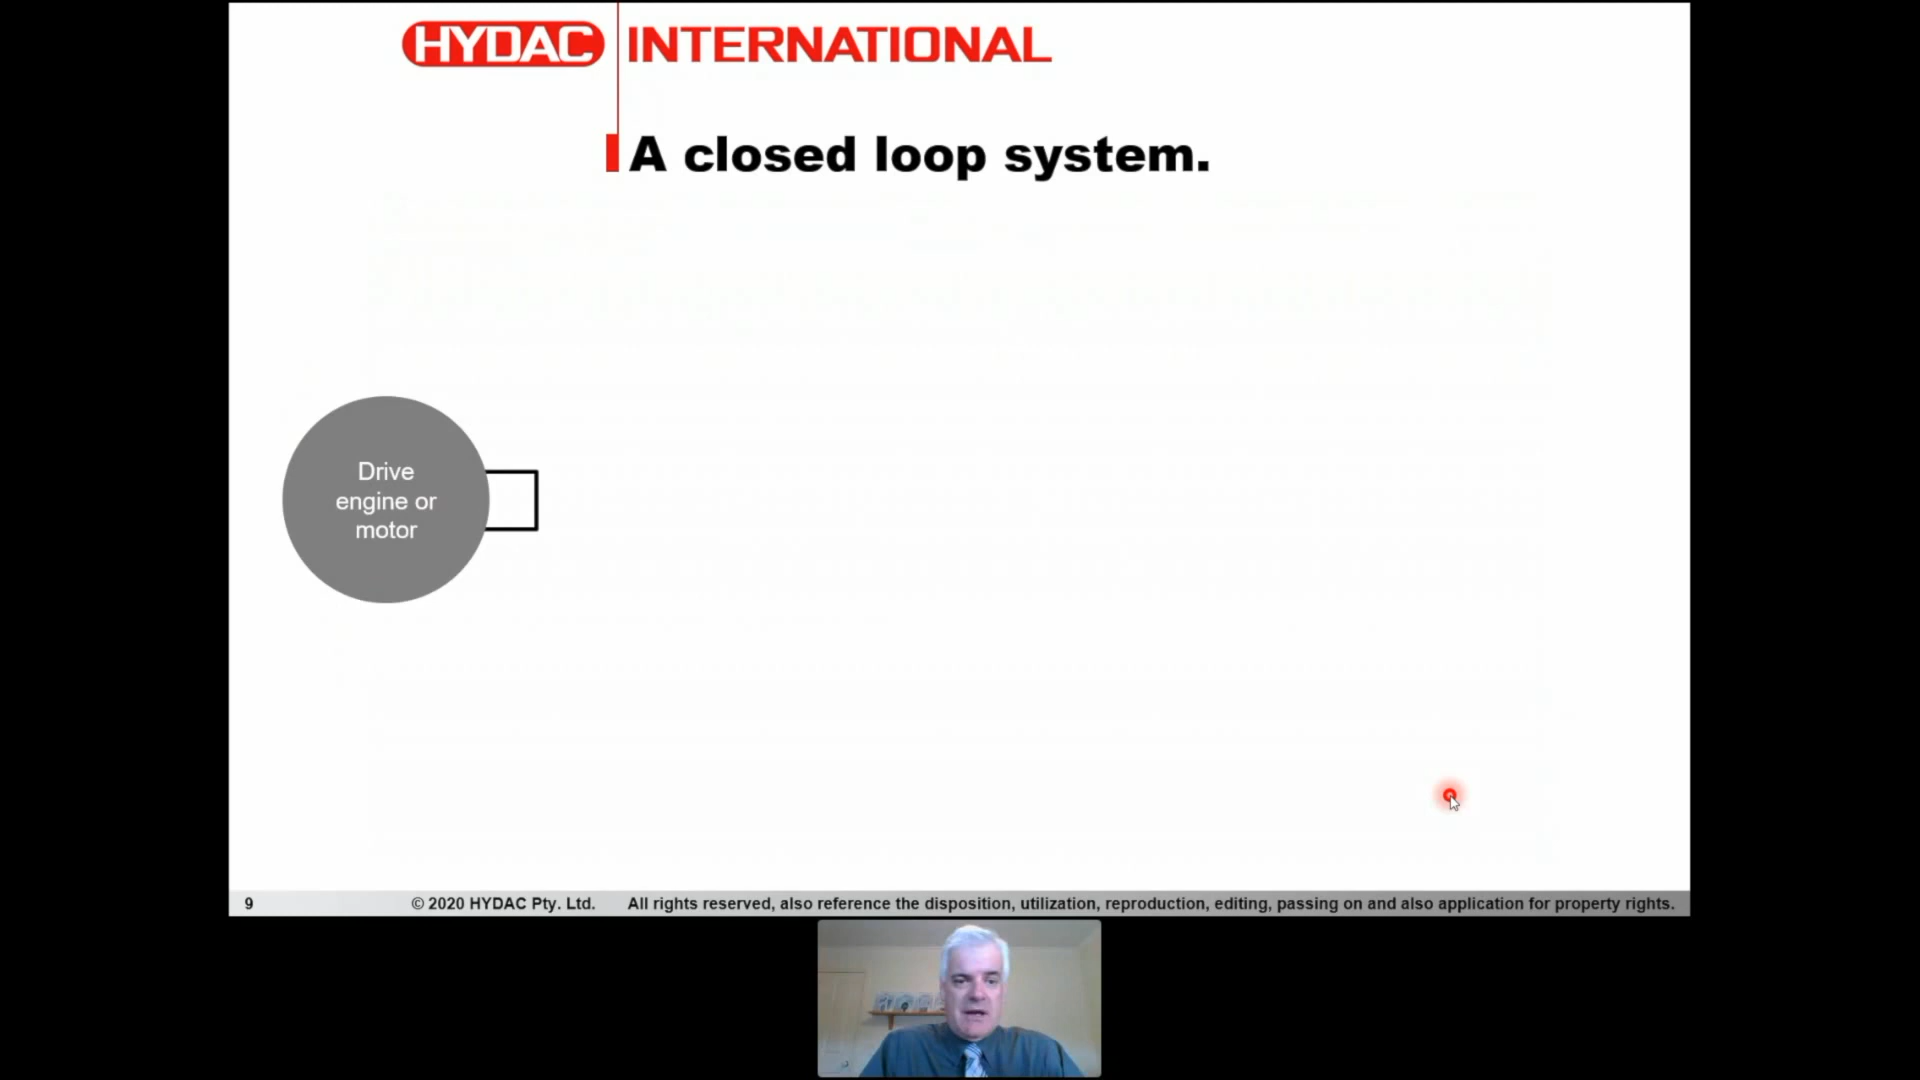 HYDAC INTERNATIONAL
A closed loop system.
Drive
engine or
motor
9 © 2020 HYDAC Pty. Ltd. All rights reserved, also reference the disposition, utilization, reproduction, editing, passing on and also application for property rights.